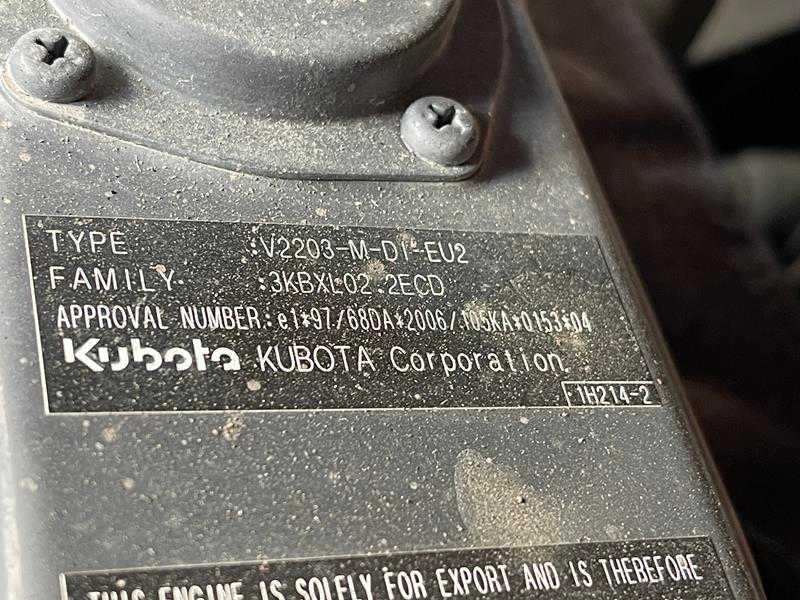 TYPE :V2203-M-DI-EU2
FAMILY :3KBXL02.2ECD
APPROVAL NUMBER:e1*97/68DA*2006/105KA*0153*04
Kubota KUBOTA Corporation
1H214-2
THIS ENGINE IS SOLELY FOR EXPORT AND IS THEREFORE